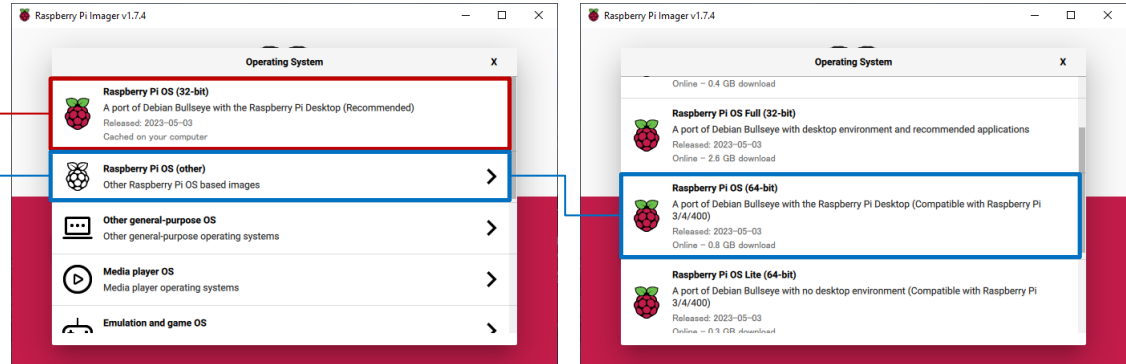 Raspberry Pi Imager v1.7.4
Operating System
X
Raspberry Pi OS (32-bit)
A port of Debian Bullseye with the Raspberry Pi Desktop (Recommended)
Released: 2023-05-03
Cached on your computer
Raspberry Pi OS (other)
Other Raspberry Pi OS based images
Other general-purpose OS
Other general-purpose operating systems
Media player OS
Media player operating systems
Emulation and game OS
Raspberry Pi Imager v1.7.4
Operating System
X
Online - 0.4 GB download
Raspberry Pi OS Full (32-bit)
A port of Debian Bullseye with desktop environment and recommended applications
Released: 2023-05-03
Online - 2.6 GB download
Raspberry Pi OS (64-bit)
A port of Debian Bullseye with the Raspberry Pi Desktop (Compatible with Raspberry Pi
3/4/400)
Released: 2023-05-03
Online - 0.8 GB download
Raspberry Pi OS Lite (64-bit)
A port of Debian Bullseye with no desktop environment (Compatible with Raspberry Pi
3/4/400)
Released: 2023-05-03
Online - 0.3 GB download